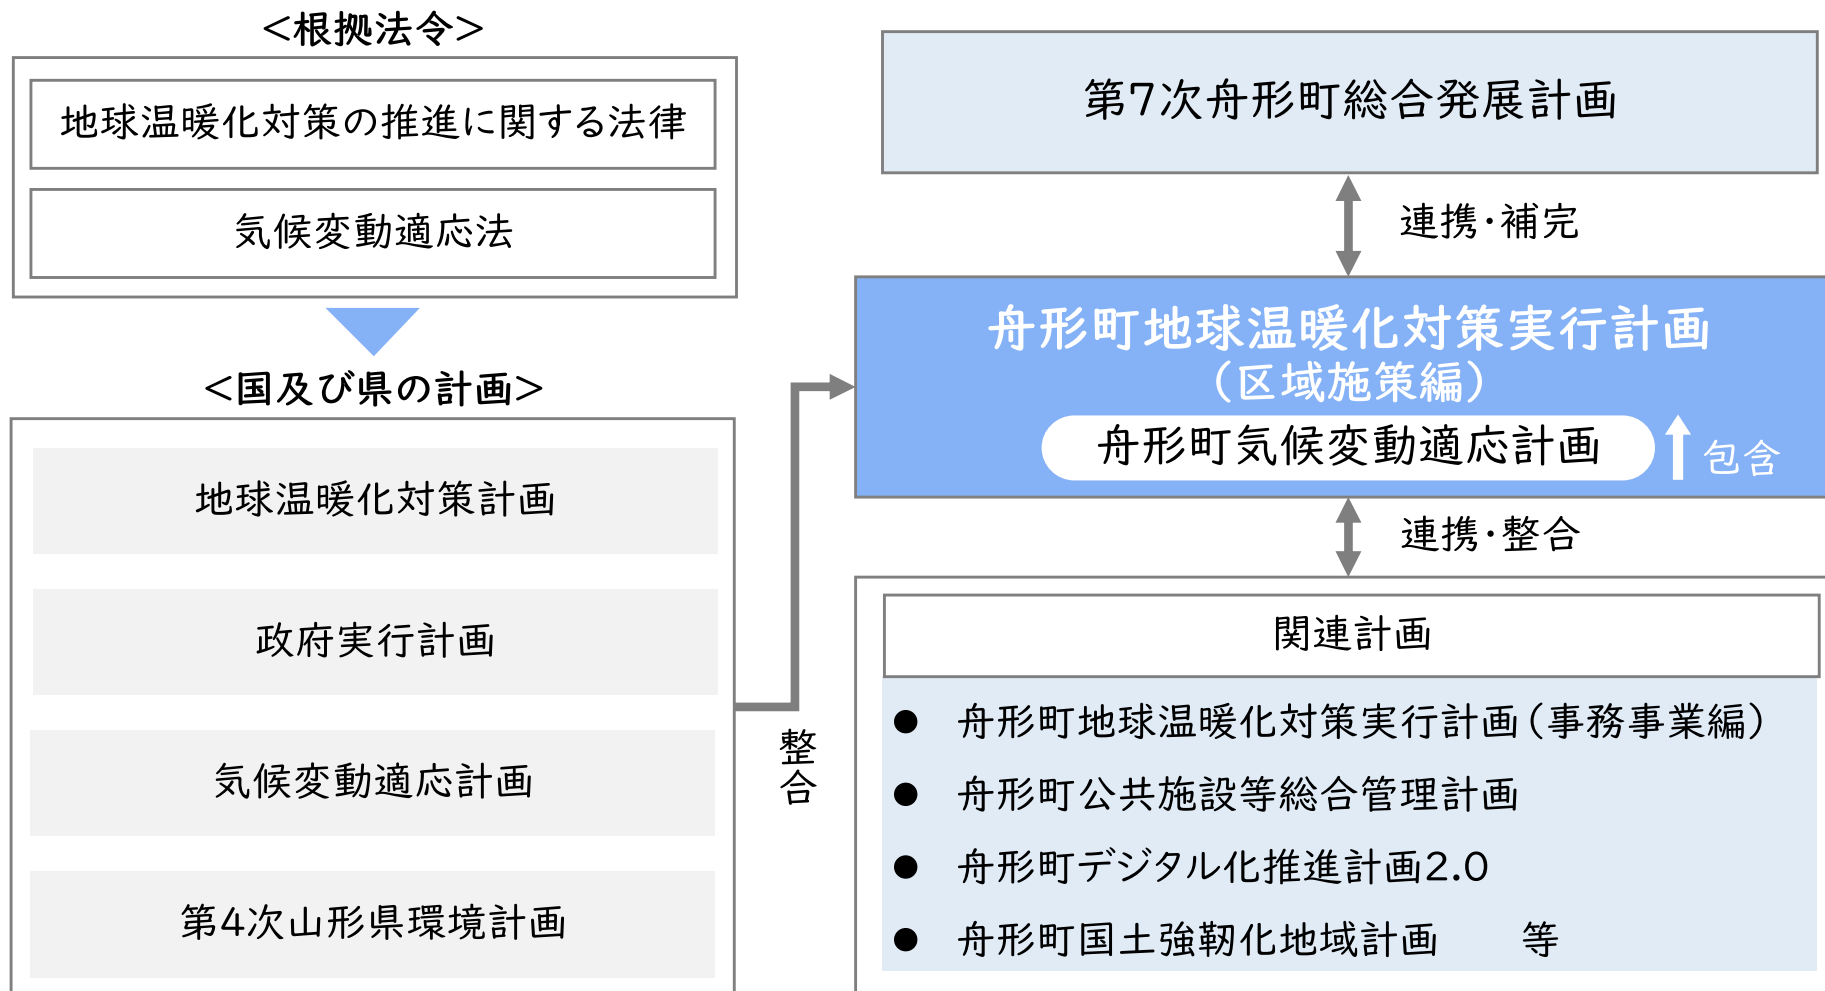 <根拠法令>
地球温暖化対策の推進に関する法律
気候変動適応法
<国及び県の計画>
地球温暖化対策計画
政府実行計画
気候変動適応計画
第4次山形県環境計画
整合
第7次舟形町総合発展計画
連携・補完
舟形町地球温暖化対策実行計画
（区域施策編）
舟形町気候変動適応計画
包含
連携・整合
関連計画
● 舟形町地球温暖化対策実行計画（事務事業編）
● 舟形町公共施設等総合管理計画
● 舟形町デジタル化推進計画2.0
● 舟形町国土強靭化地域計画　　等